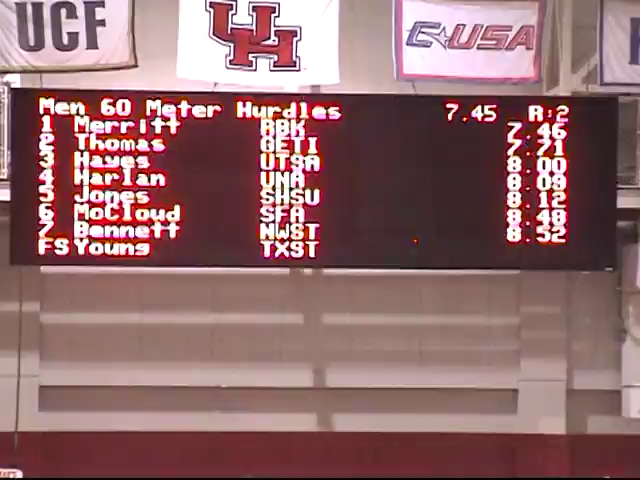 UCF
UH
C USA
Men 60 Meter Hurdles 7.45 R:2
1 Merritt RBK 7.46
2 Thomas GETI 7.71
3 Hayes UTSA 8.00
4 Harlan UNA 8.09
5 Jones SHSU 8.12
6 McCloud SFA 8.48
7 Bennett NWST 8.52
FS Young TXST